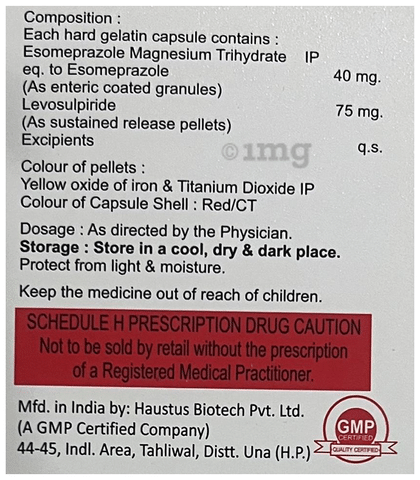 Composition :
Each hard gelatin capsule contains :
Esomeprazole Magnesium Trihydrate IP
eq. to Esomeprazole 40 mg.
(As enteric coated granules)
Levosulpiride 75 mg.
(As sustained release pellets)
Excipients q.s.
©1mg
Colour of pellets :
Yellow oxide of iron & Titanium Dioxide IP
Colour of Capsule Shell : Red/CT
Dosage : As directed by the Physician.
Storage : Store in a cool, dry & dark place.
Protect from light & moisture.
Keep the medicine out of reach of children.
SCHEDULE H PRESCRIPTION DRUG CAUTION
Not to be sold by retail without the prescription
of a Registered Medical Practitioner.
Mfd. in India by: Haustus Biotech Pvt. Ltd.
(A GMP Certified Company)
44-45, Indl. Area, Tahliwal, Distt. Una (H.P.)
GMP
CERTIFIED
QUALITY CERTIFIED